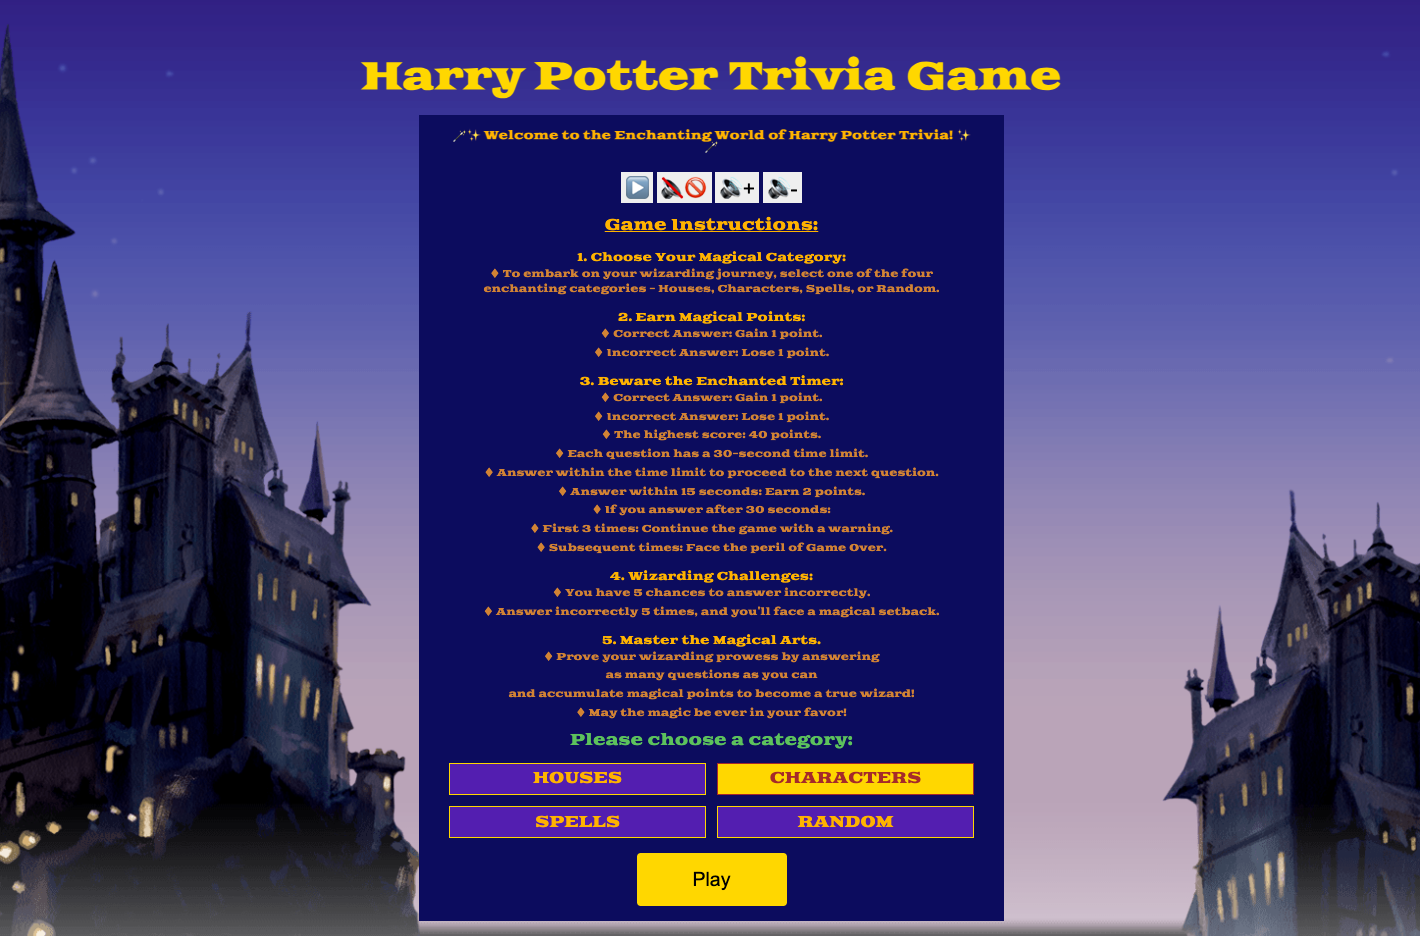 Harry Potter Trivia Game
🪄✨ Welcome to the Enchanting World of Harry Potter Trivia! ✨
🪄
+
-
Game Instructions:
1. Choose Your Magical Category:
♦ To embark on your wizarding journey, select one of the four
enchanting categories - Houses, Characters, Spells, or Random.
2. Earn Magical Points:
♦ Correct Answer: Gain 1 point.
♦ Incorrect Answer: Lose 1 point.
3. Beware the Enchanted Timer:
♦ Correct Answer: Gain 1 point.
♦ Incorrect Answer: Lose 1 point.
♦ The highest score: 40 points.
♦ Each question has a 30-second time limit.
♦ Answer within the time limit to proceed to the next question.
♦ Answer within 15 seconds: Earn 2 points.
♦ If you answer after 30 seconds:
♦ First 3 times: Continue the game with a warning.
♦ Subsequent times: Face the peril of Game Over.
4. Wizarding Challenges:
♦ You have 5 chances to answer incorrectly.
♦ Answer incorrectly 5 times, and you'll face a magical setback.
5. Master the Magical Arts.
♦ Prove your wizarding prowess by answering
as many questions as you can
and accumulate magical points to become a true wizard!
♦ May the magic be ever in your favor!
Please choose a category:
HOUSES
CHARACTERS
SPELLS
RANDOM
Play